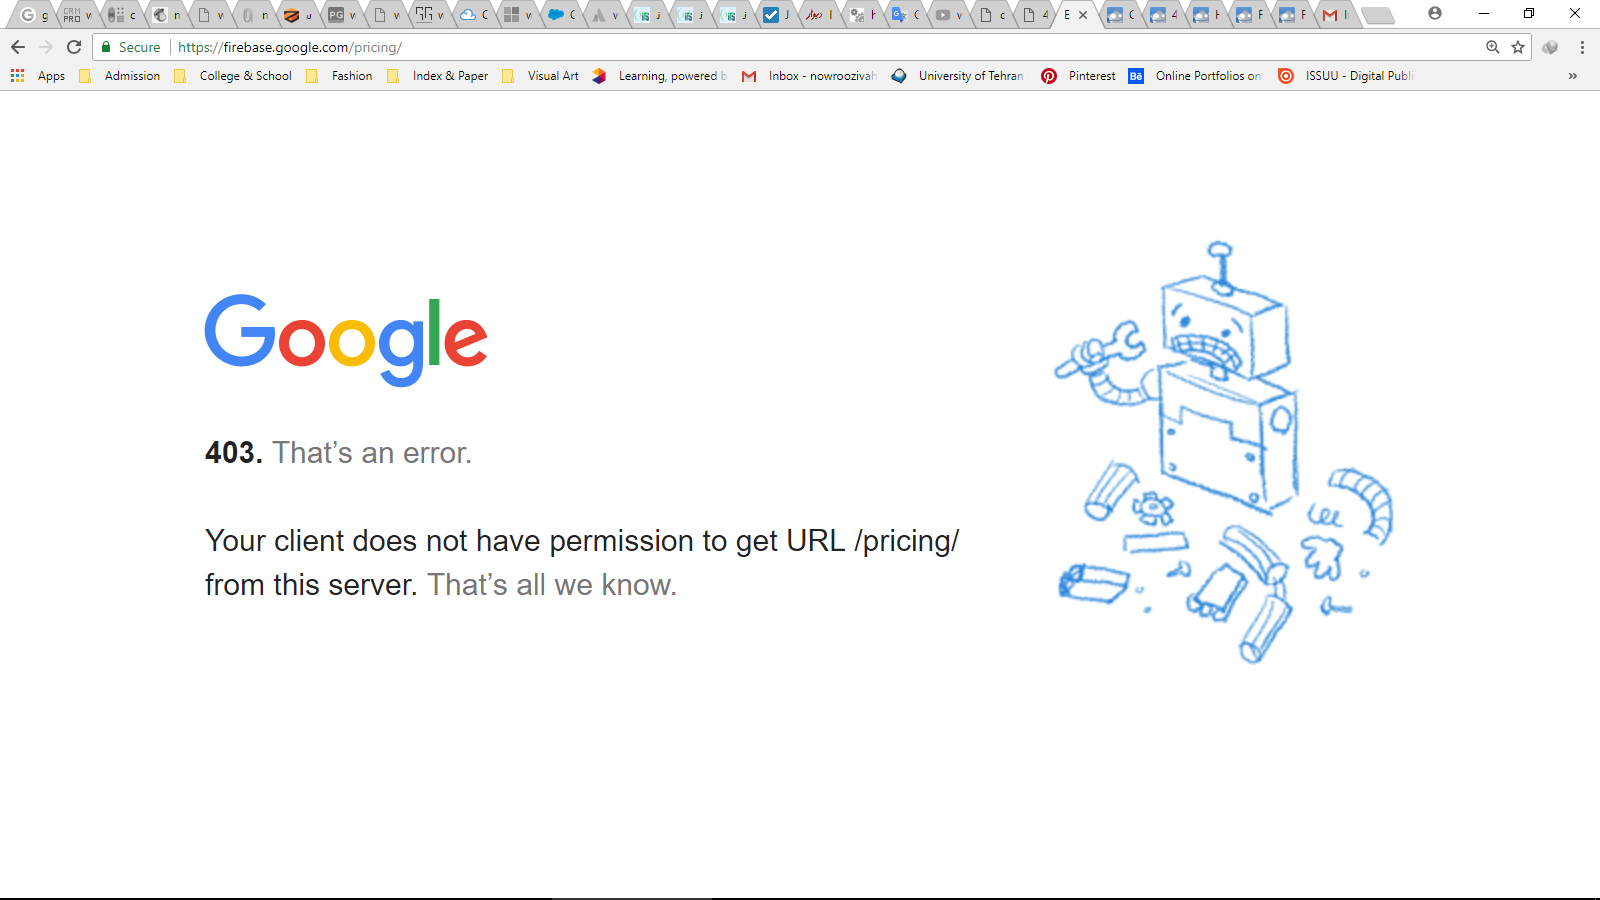 Secure https://firebase.google.com/pricing/
Apps Admission College & School Fashion Index & Paper Visual Art Learning, powered Inbox - nowroozivah University of Tehran Pinterest Online Portfolios on ISSUU - Digital Publi
Google
403. That’s an error.
Your client does not have permission to get URL /pricing/
from this server. That’s all we know.